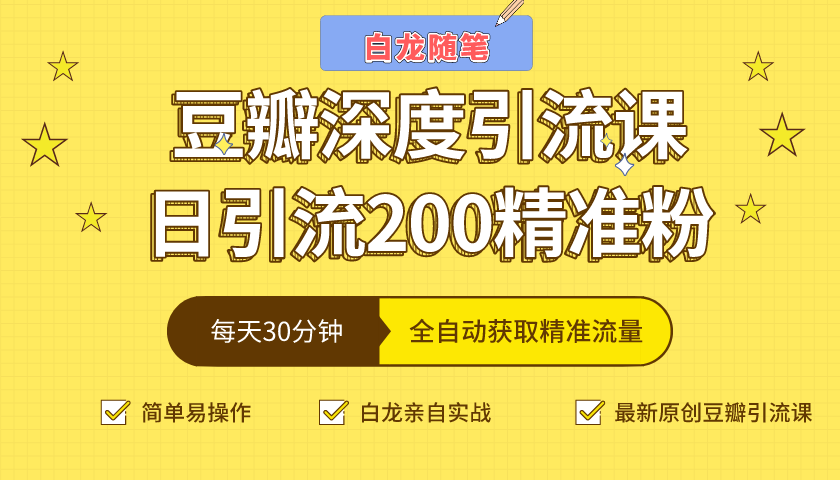 白龙随笔
豆瓣深度引流课
日引流200精准粉
每天30分钟 全自动获取精准流量
简单易操作 白龙亲自实战 最新原创豆瓣引流课